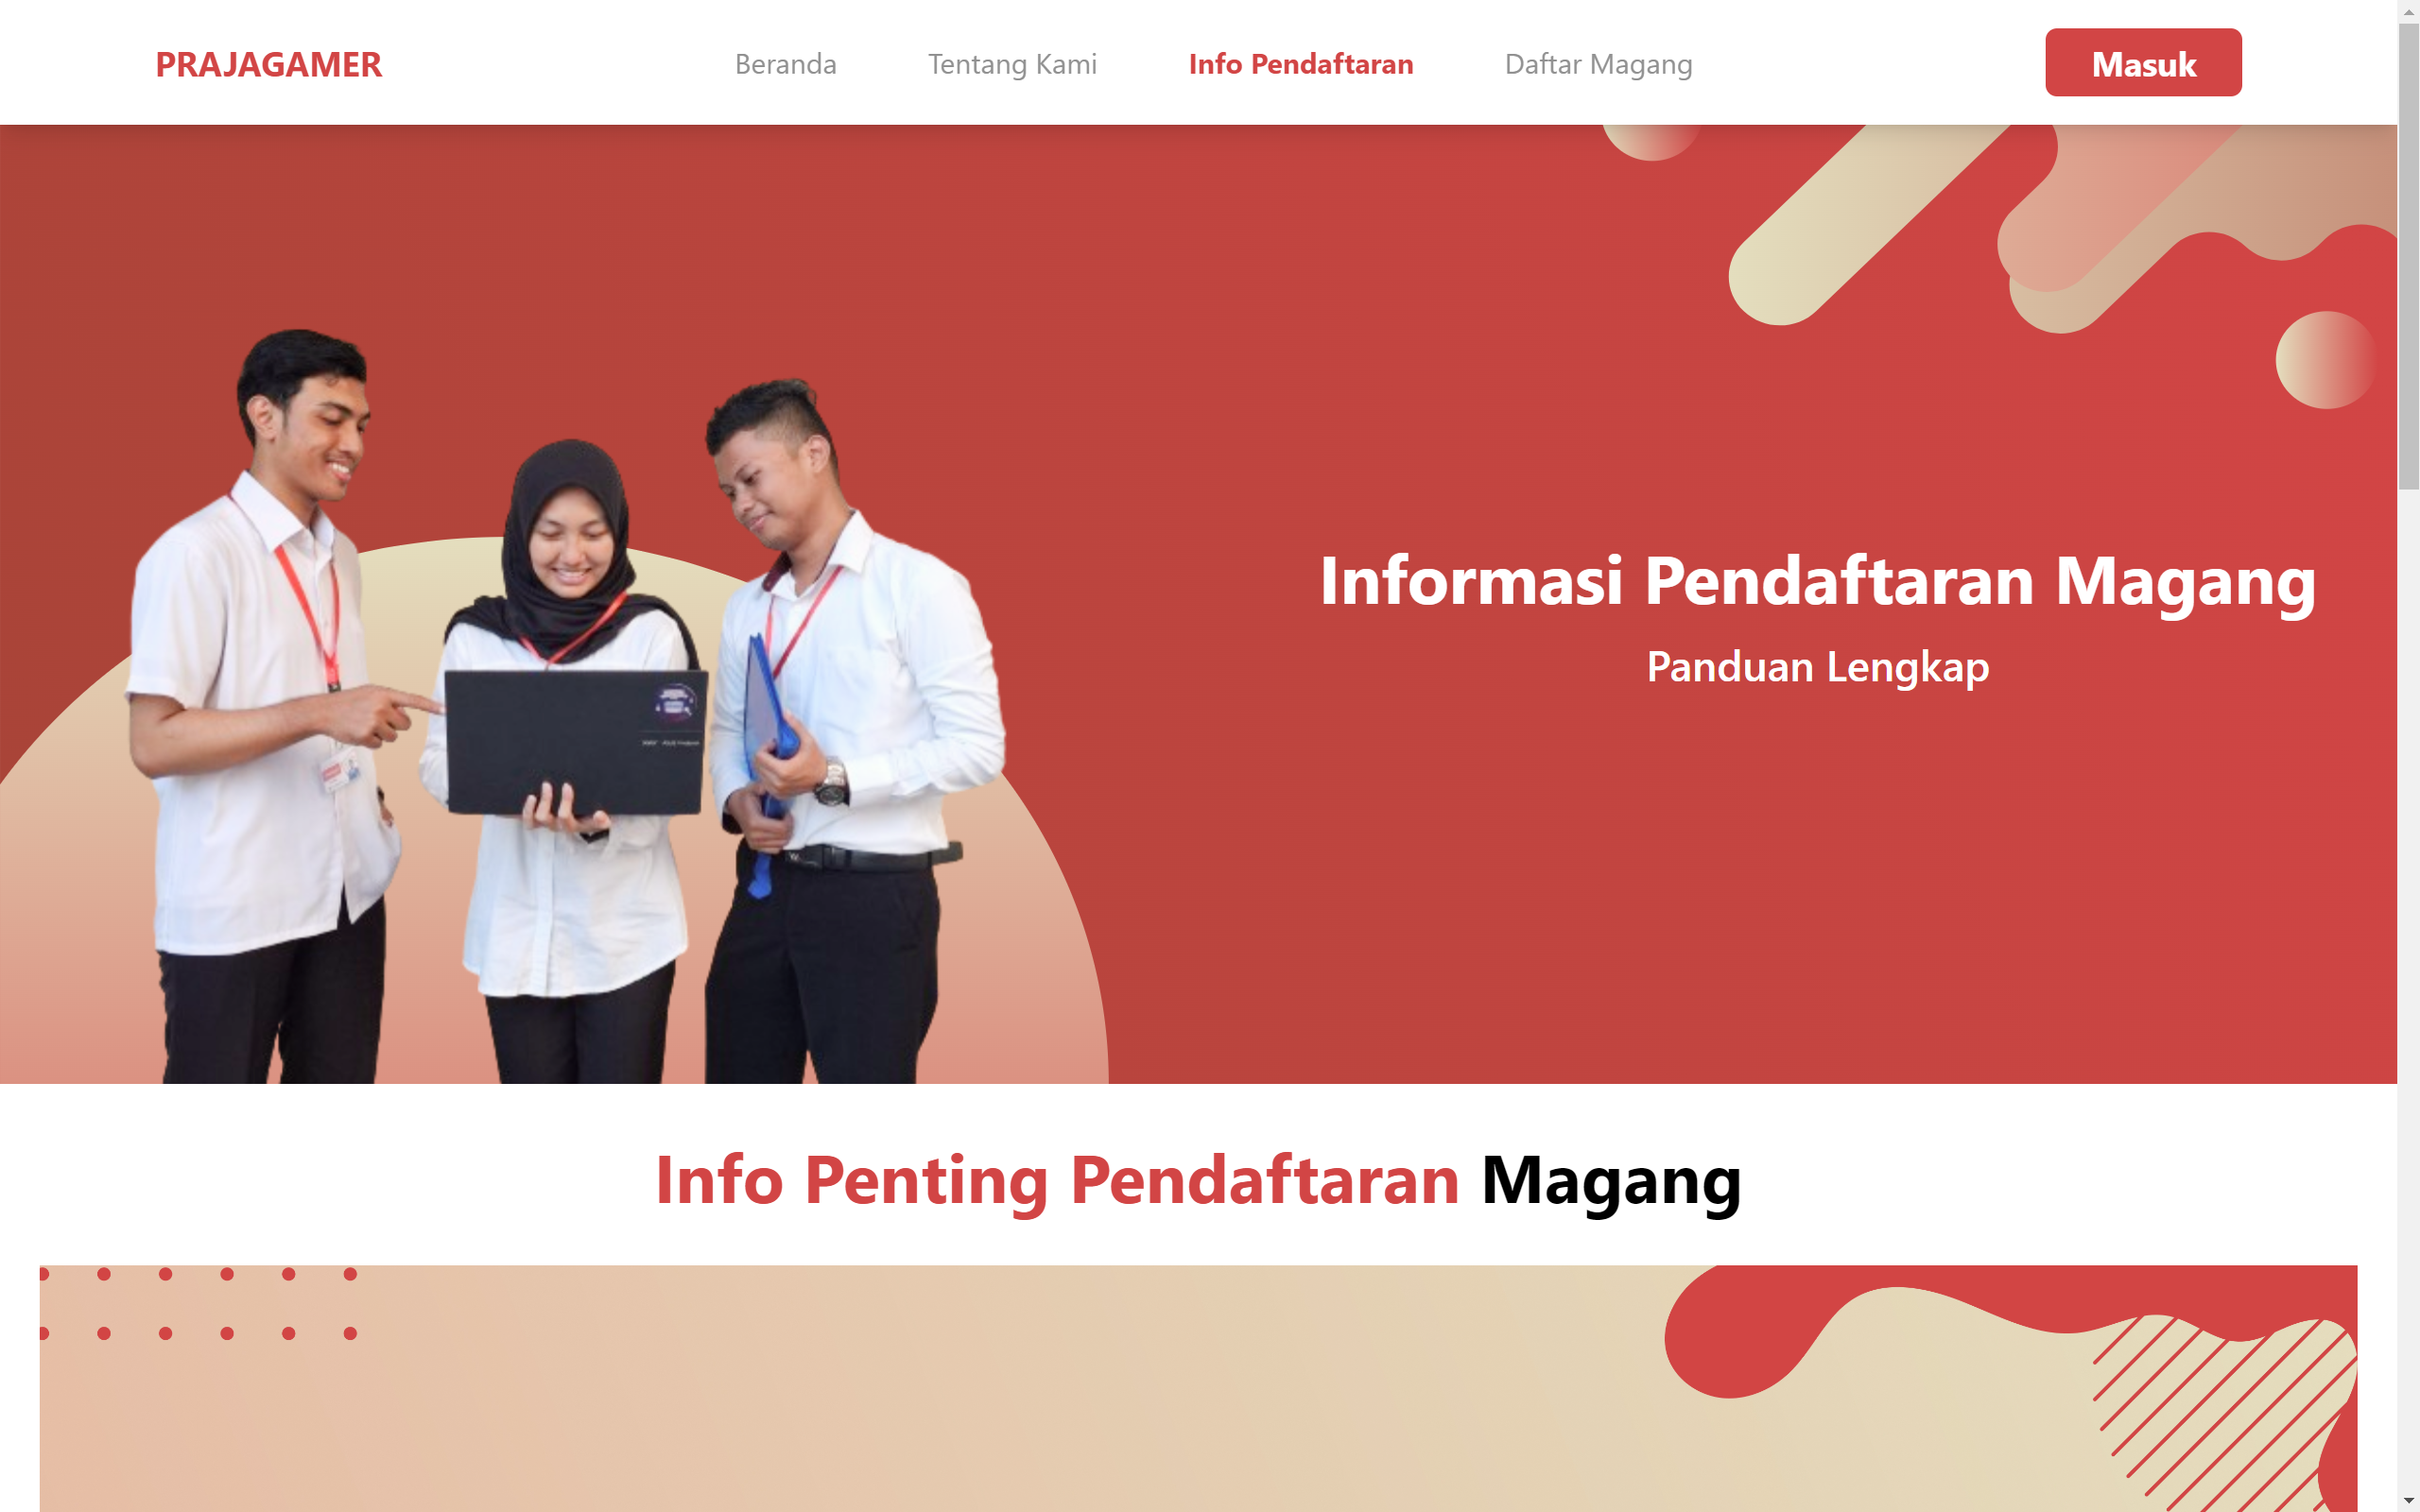 PRAJAGAMER
Beranda
Tentang Kami
Info Pendaftaran
Daftar Magang
Masuk
Informasi Pendaftaran Magang
Panduan Lengkap
Info Penting Pendaftaran Magang